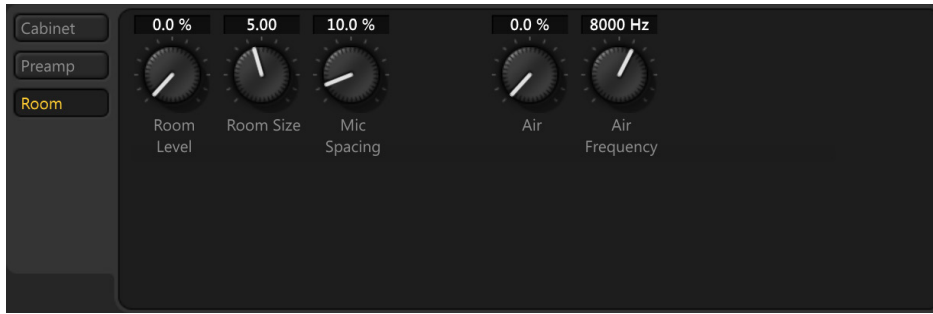 Cabinet
Preamp
Room
0.0 % 5.00 10.0 % 0.0 % 8000 Hz
Room Room Size Mic Air Air
Level Spacing Frequency